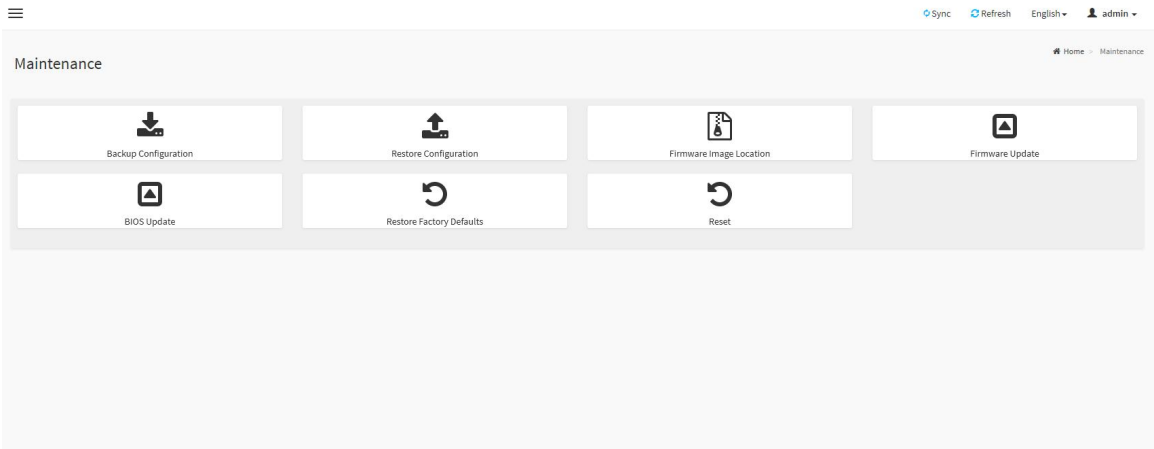 Sync Refresh English admin
Home > Maintenance
Maintenance
Backup Configuration Restore Configuration Firmware Image Location Firmware Update
BIOS Update Restore Factory Defaults Reset